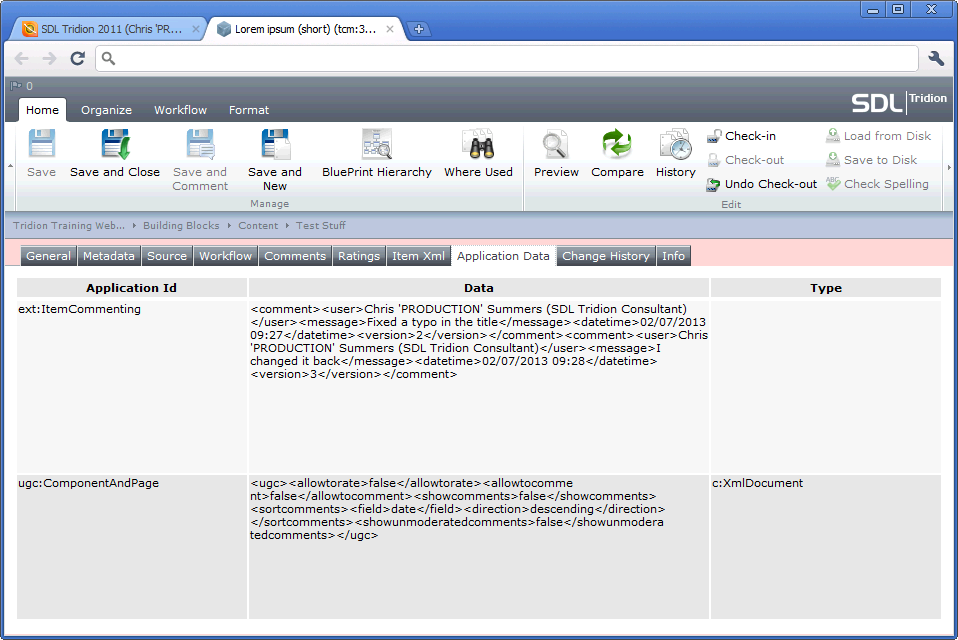 SDL Tridion 2011 (Chris 'PR...
Lorem ipsum (short) (tcm:3...
0
Home
Organize
Workflow
Format
SDL Tridion
Save
Save and Close
Save and
Comment
Save and
New
BluePrint Hierarchy
Where Used
Manage
Preview
Compare
History
Check-in
Check-out
Undo Check-out
Load from Disk
Save to Disk
ABC
Check Spelling
Edit
Tridion Training Web...
Building Blocks
Content
Test Stuff
General
Metadata
Source
Workflow
Comments
Ratings
Item Xml
Application Data
Change History
Info
Application Id
Data
Type
ext:ItemCommenting
<comment><user>Chris 'PRODUCTION' Summers (SDL Tridion Consultant)
</user><message>Fixed a typo in the title</message><datetime>02/07/2013
09:27</datetime><version>2</version></comment><comment><user>Chris
'PRODUCTION' Summers (SDL Tridion Consultant)</user><message>I
changed it back</message><datetime>02/07/2013 09:28</datetime>
<version>3</version></comment>
ugc:ComponentAndPage
<ugc><allowtorate>false</allowtorate><allowtocomme
nt>false</allowtocomment><showcomments>false</showcomments>
<sortcomments><field>date</field><direction>descending</direction>
</sortcomments><showunmoderatedcomments>false</showunmodera
tedcomments></ugc>
c:XmlDocument